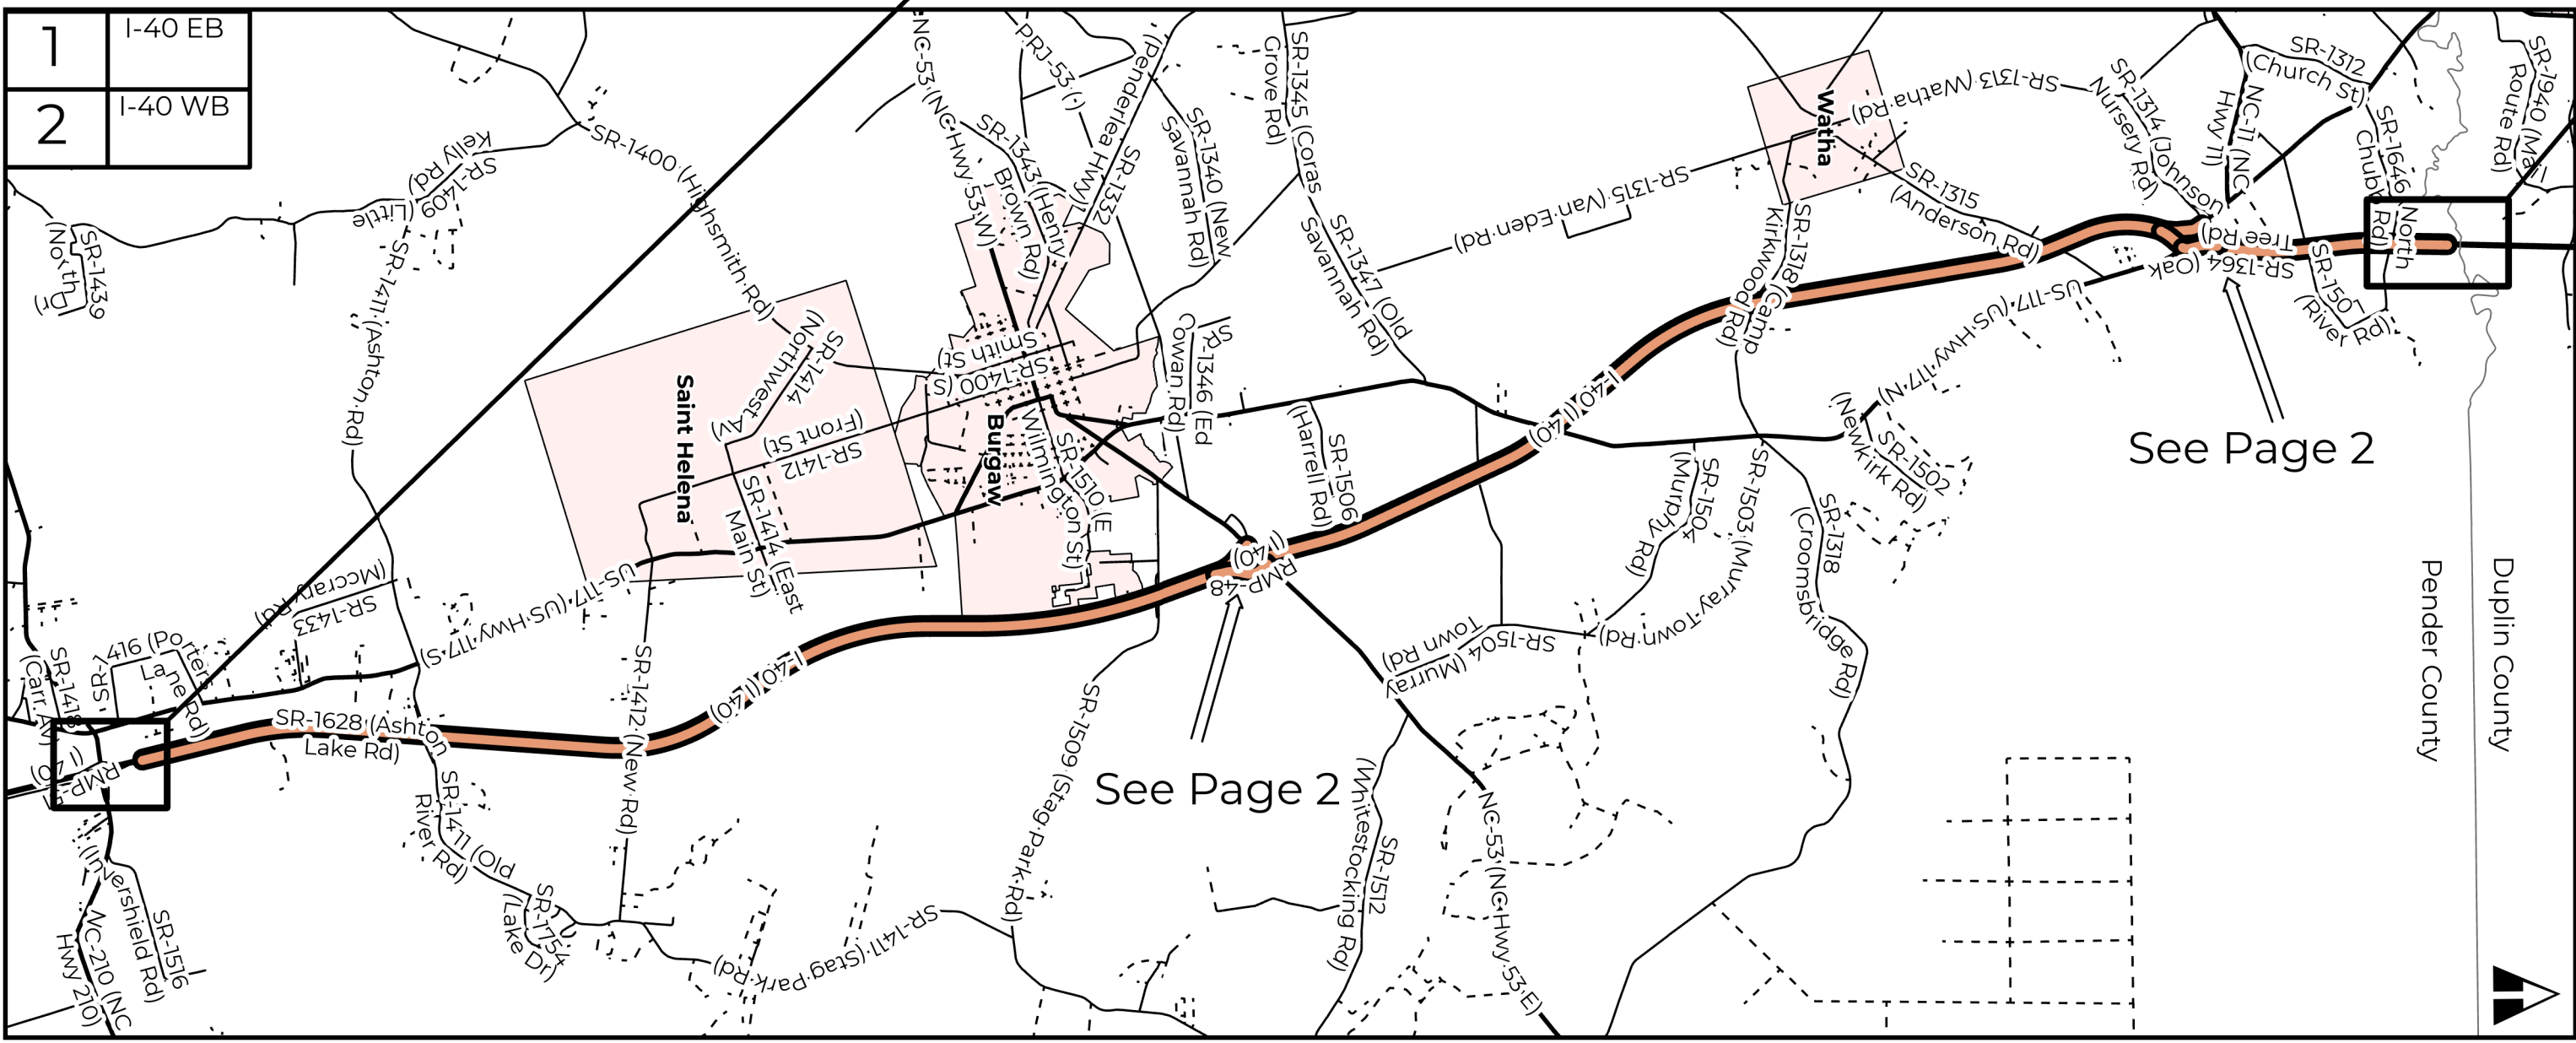 1
I-40 EB
2
I-40 WB
SR-1439
(North
Kelly Rd)
SR-1409
(Little
SR-1411 (Ashton Rd)
SR-1400 (Highsmith Rd)
NC-53 (NC Hwy 53 W)
PRJ-53 (-)
SR-1343 (Henry
Brown Rd)
(Penderlea Hwy)
SR-1332
SR-1340 (New
Savannah Rd)
SR-1345 (Coras
Grove Rd)
SR-1347 (Old
Savannah Rd)
SR-1315 (Van Eden Rd)
Watha
SR-1313 (Watha Rd)
SR-1315
(Anderson Rd)
SR-1318 (Camp
Kirkwood Rd)
SR-1314 (Johnson
Nursery Rd)
NC-11 (NC
Hwy 11)
SR-1312
(Church St)
SR-1646 (North
Chubb Rd)
North
SR-1940 (Mail
Route Rd)
SR-1364 (Oak
Tree Rd)
SR-1507
(River Rd)
US-117 (US Hwy 117 N)
See Page 2
Saint Helena
SR-1414
(Northwest AV
SR-1412
(Front St)
SR-1414 (East
Main St)
Smith St)
SR-1400 (S
Burgaw
SR-1510 (E
Wilmington St)
SR-1346 (Ed
Cowan Rd)
SR-1506
(Harrell Rd)
I-40 (I 40)
SR-1504
(Murphy Rd)
SR-1503 (Murray Town Rd)
SR-1504 (Murray
Town Rd)
SR-1502
(Newkirk Rd)
SR-1318
(Croomsbridge Rd)
Pender County
Duplin County
RMP-48
(I 40)
See Page 2
SR-1433
(Mccrary Rd)
US-117 (US Hwy 117 S)
SR-1416 (Porters
Lane Rd)
SR-1418
(Carr AV)
(I 40)
SR-1628 (Ashton
Lake Rd)
SR-1411 (Old
River Rd)
SR-1412 (New Rd)
I-40 (I 40)
SR-1754
(Lake Dr)
SR-1411 (Stag Park Rd)
SR-1509 (Stag Park Rd)
SR-1512
(Whitestocking Rd)
NC-53 (NC Hwy 53 E)
SR-1516
(Invershield Rd)
NC-210 (NC
Hwy 210)